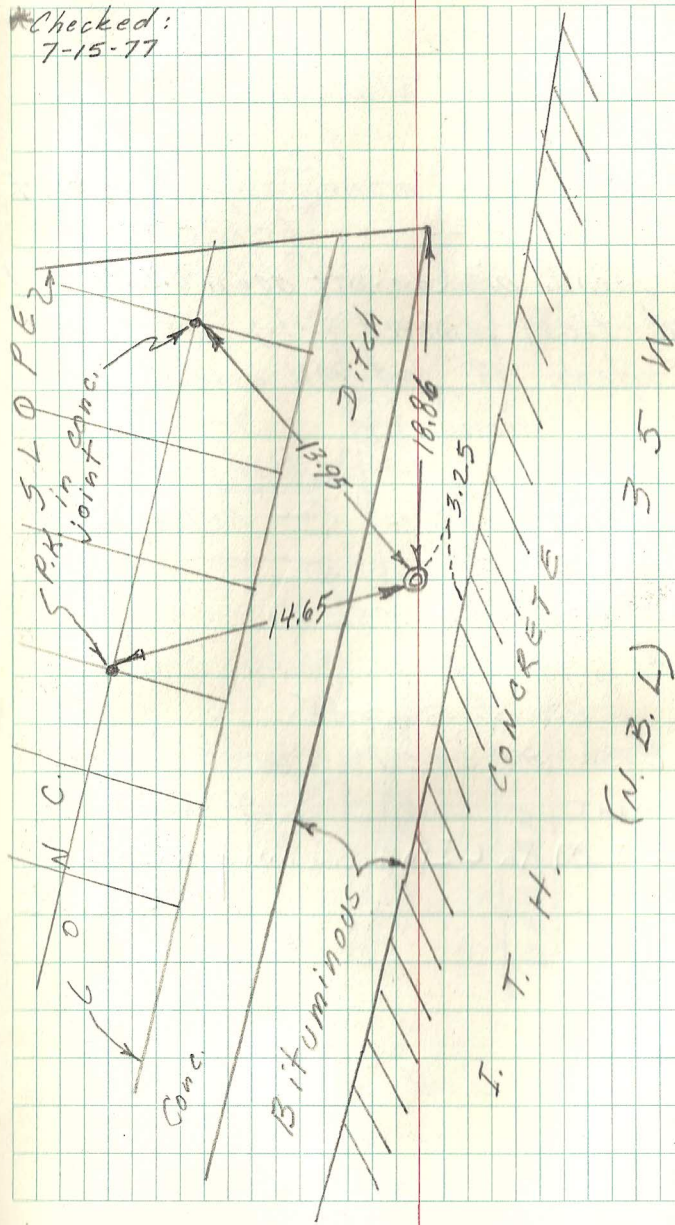 Checked:
7-15-77
CONC. SLOPE
P.K. in
Joint Conc.
Ditch
13.95
18.86
3.25
14.65
Conc.
Bituminous
CONCRETE
I. T. H. 35 W
(N. B. L)